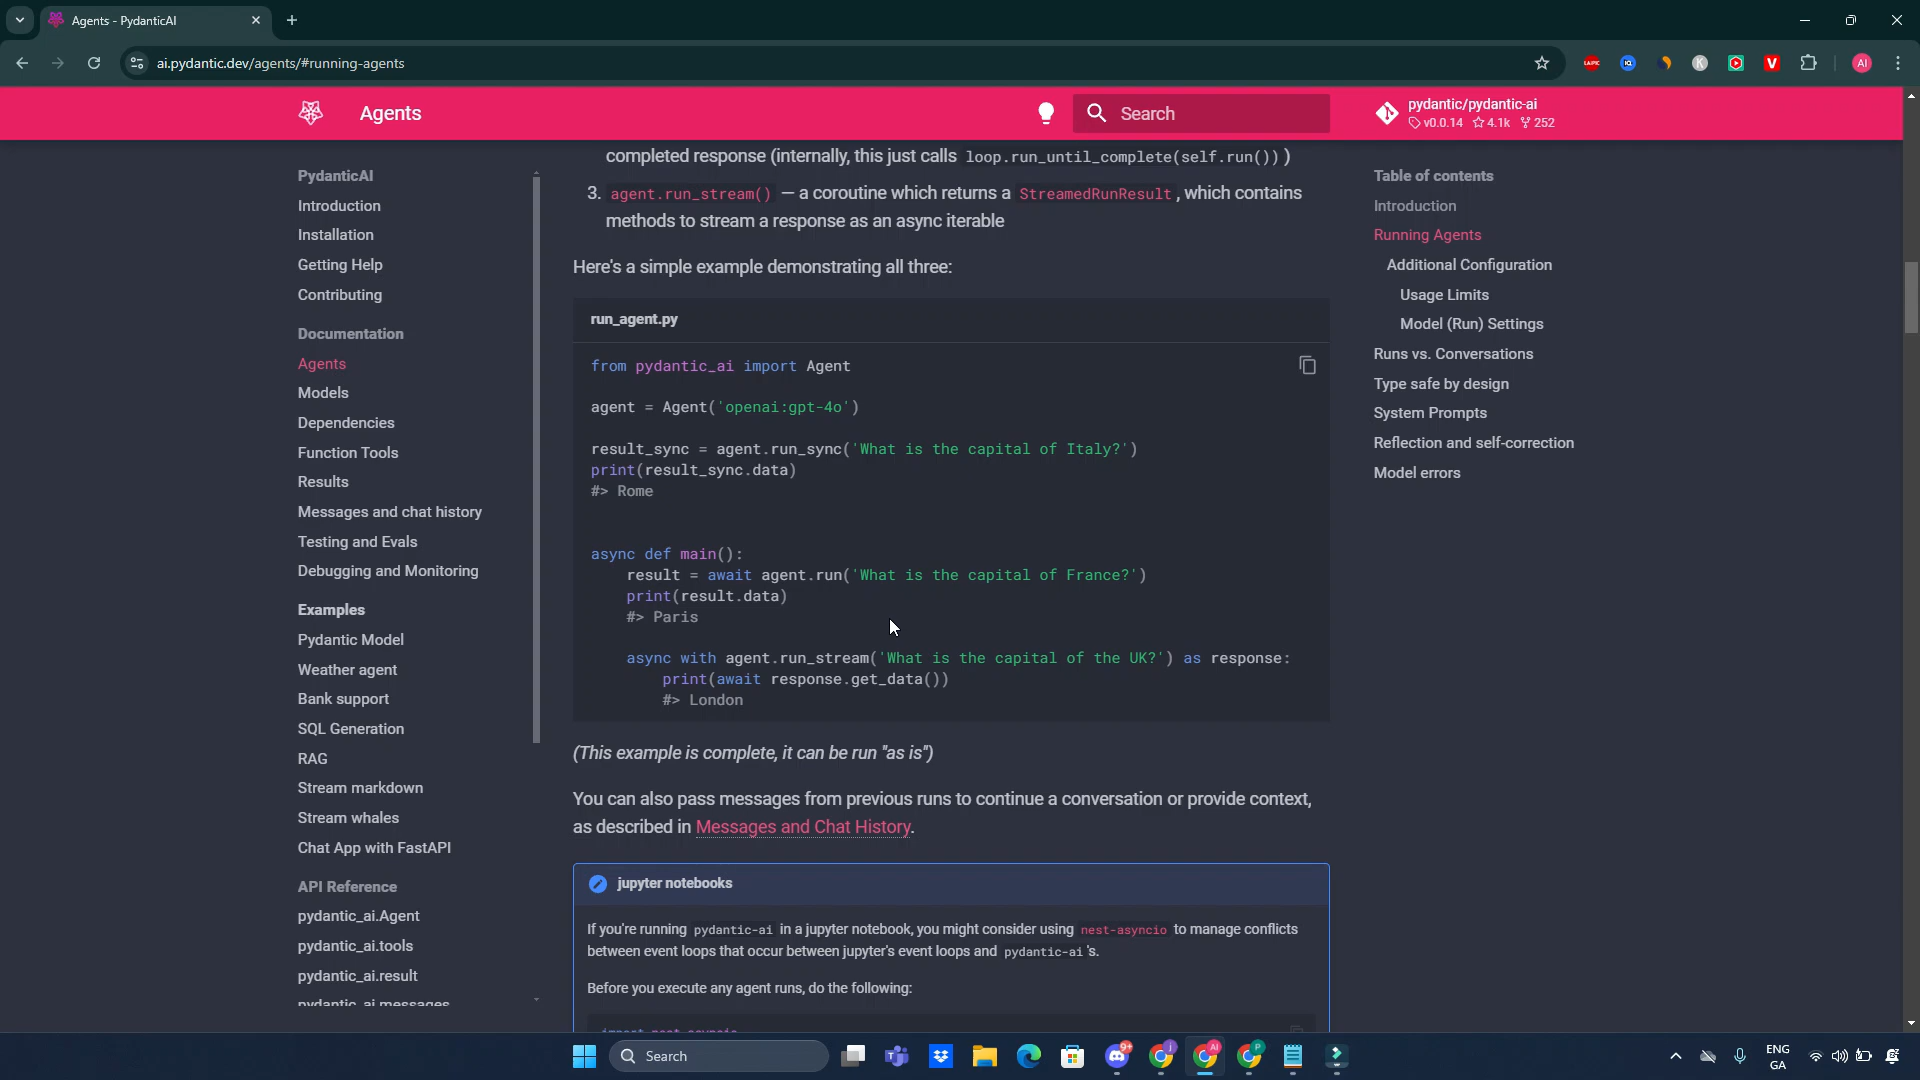 Agents - PydanticAI
ai.pydantic.dev/agents/#running-agents
LAIPIC
IQ
K
V
AI
Agents
Search
pydantic/pydantic-ai
v0.0.14 4.1k 252
PydanticAI
Introduction
Installation
Getting Help
Contributing
Documentation
Agents
Models
Dependencies
Function Tools
Results
Messages and chat history
Testing and Evals
Debugging and Monitoring
Examples
Pydantic Model
Weather agent
Bank support
SQL Generation
RAG
Stream markdown
Stream whales
Chat App with FastAPI
API Reference
pydantic_ai.Agent
pydantic_ai.tools
pydantic_ai.result
pydantic_ai.messages
completed response (internally, this just calls loop.run_until_complete(self.run()) )
3. agent.run_stream() — a coroutine which returns a StreamedRunResult , which contains
methods to stream a response as an async iterable
Here's a simple example demonstrating all three:
run_agent.py
from pydantic_ai import Agent
agent = Agent('openai:gpt-4o')
result_sync = agent.run_sync('What is the capital of Italy?')
print(result_sync.data)
#> Rome
async def main():
    result = await agent.run('What is the capital of France?')
    print(result.data)
    #> Paris
    async with agent.run_stream('What is the capital of the UK?') as response:
        print(await response.get_data())
        #> London
(This example is complete, it can be run "as is")
You can also pass messages from previous runs to continue a conversation or provide context,
as described in Messages and Chat History.
jupyter notebooks
If you're running pydantic-ai in a jupyter notebook, you might consider using nest-asyncio to manage conflicts
between event loops that occur between jupyter's event loops and pydantic-ai 's.
Before you execute any agent runs, do the following:
import nest_asyncio
Table of contents
Introduction
Running Agents
Additional Configuration
Usage Limits
Model (Run) Settings
Runs vs. Conversations
Type safe by design
System Prompts
Reflection and self-correction
Model errors
Search
9+
j
AI
P
ENG
GA